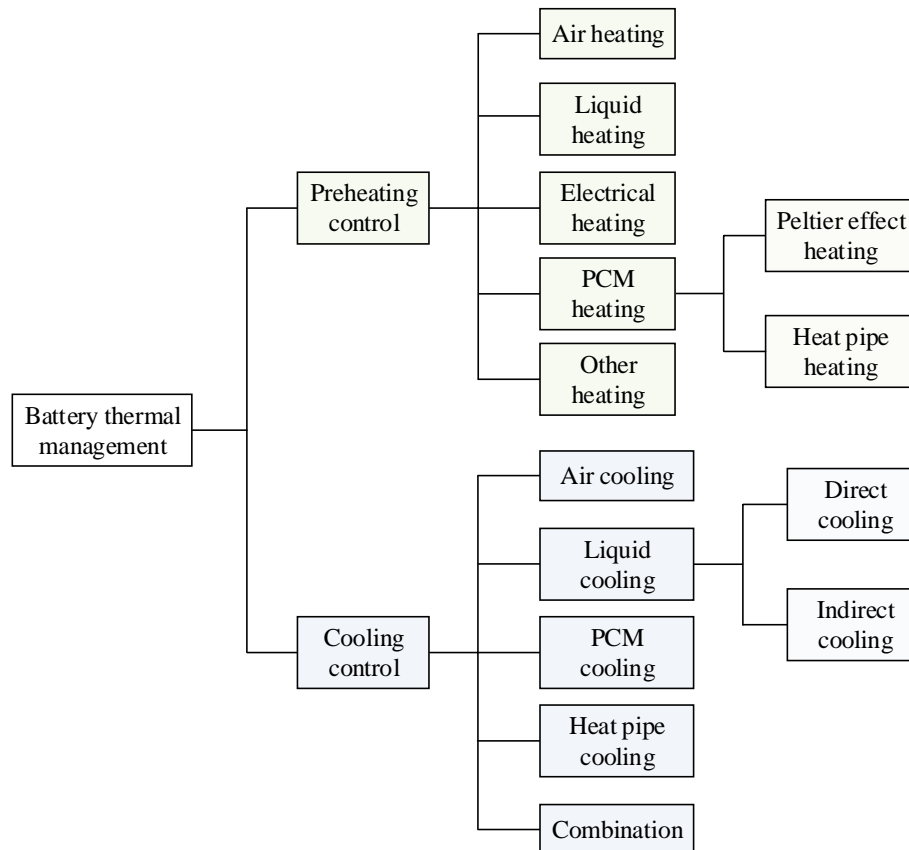 Battery thermal
management
Preheating
control
Air heating
Liquid
heating
Electrical
heating
PCM
heating
Other
heating
Peltier effect
heating
Heat pipe
heating
Cooling
control
Air cooling
Liquid
cooling
PCM
cooling
Heat pipe
cooling
Combination
Direct
cooling
Indirect
cooling